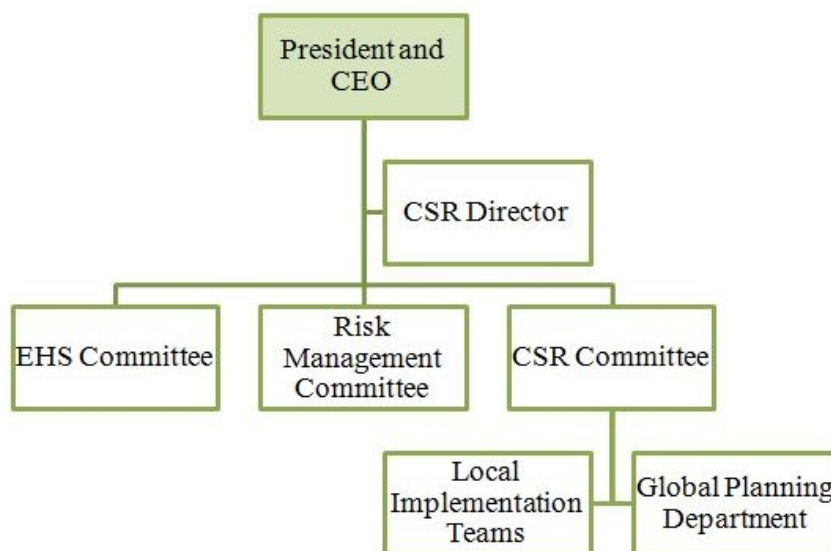 President and
CEO
CSR Director
EHS Committee
Risk
Management
Committee
CSR Committee
Local
Implementation
Teams
Global Planning
Department